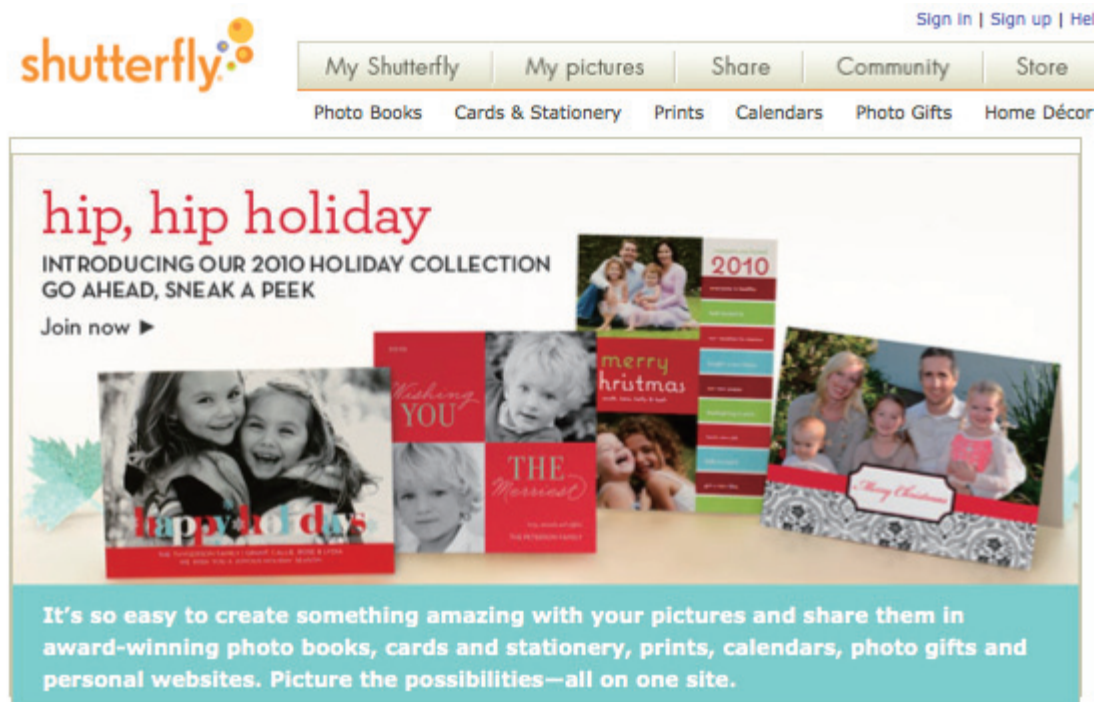 Sign in | Sign up | Hel
shutterfly
My Shutterfly My pictures Share Community Store
Photo Books Cards & Stationery Prints Calendars Photo Gifts Home Décor
hip, hip holiday
INTRODUCING OUR 2010 HOLIDAY COLLECTION
GO AHEAD, SNEAK A PEEK
Join now ►
happy holidays
Wishing
YOU
THE
Merriest
THE PETERSON FAMILY
2010
merry
christmas
Merry Christmas
It's so easy to create something amazing with your pictures and share them in
award-winning photo books, cards and stationery, prints, calendars, photo gifts and
personal websites. Picture the possibilities—all on one site.